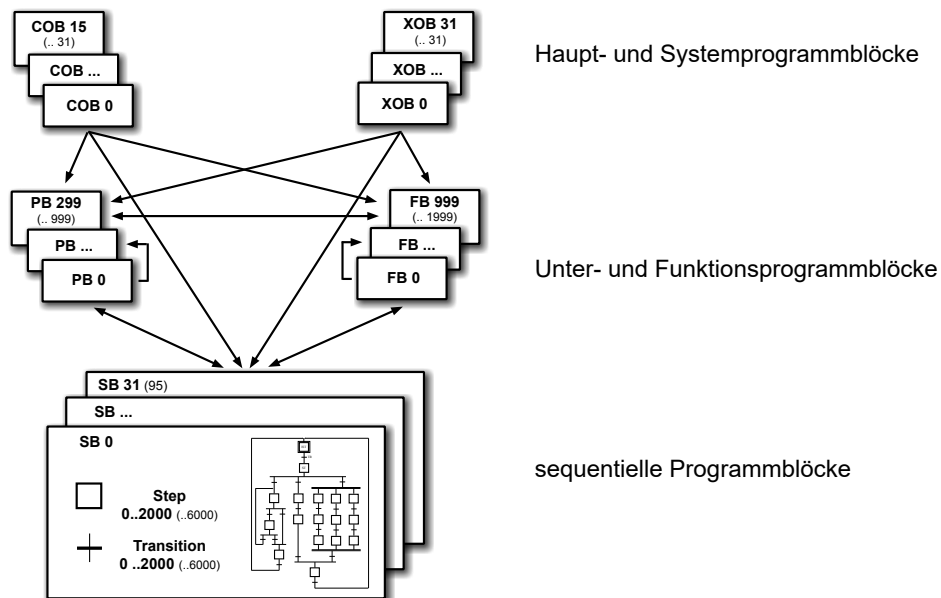 COB 15
(.. 31)
COB ...
COB 0
XOB 31
(.. 31)
XOB ...
XOB 0
Haupt- und Systemprogrammblöcke
PB 299
(.. 999)
PB ...
PB 0
FB 999
(.. 1999)
FB ...
FB 0
Unter- und Funktionsprogrammblöcke
SB 31 (95)
SB ...
SB 0
Step
0..2000 (..6000)
Transition
0 ..2000 (..6000)
sequentielle Programmblöcke